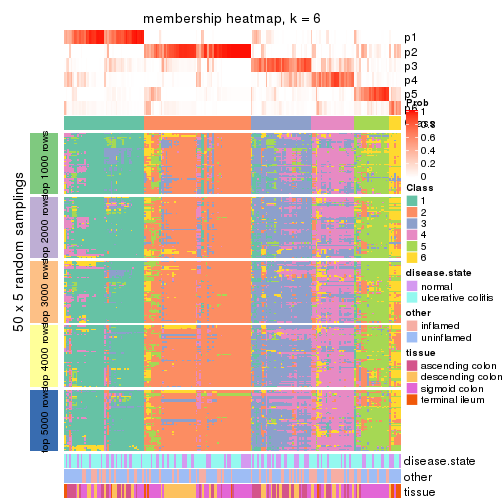 membership heatmap, k = 6
p1
p2
p3
p4
p5
p6
50 x 5 random samplings
top 1000 rows
top 2000 rows
top 3000 rows
top 4000 rows
top 5000 rows
disease.state
other
tissue
Prob
1
0.8
0.6
0.4
0.2
0
Class
1
2
3
4
5
6
disease.state
normal
ulcerative colitis
other
inflamed
uninflamed
tissue
ascending colon
descending colon
sigmoid colon
terminal ileum